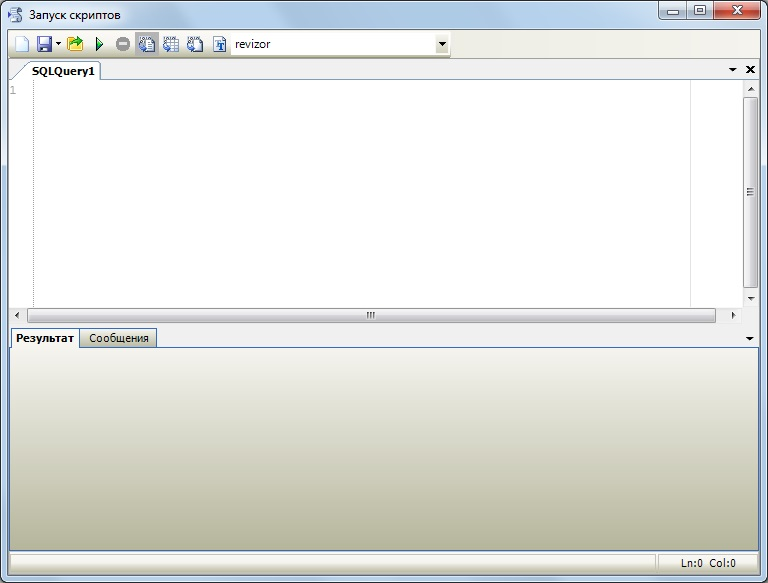 Запуск скриптов
revizor
SQLQuery1
1
Результат Сообщения
Ln:0 Col:0